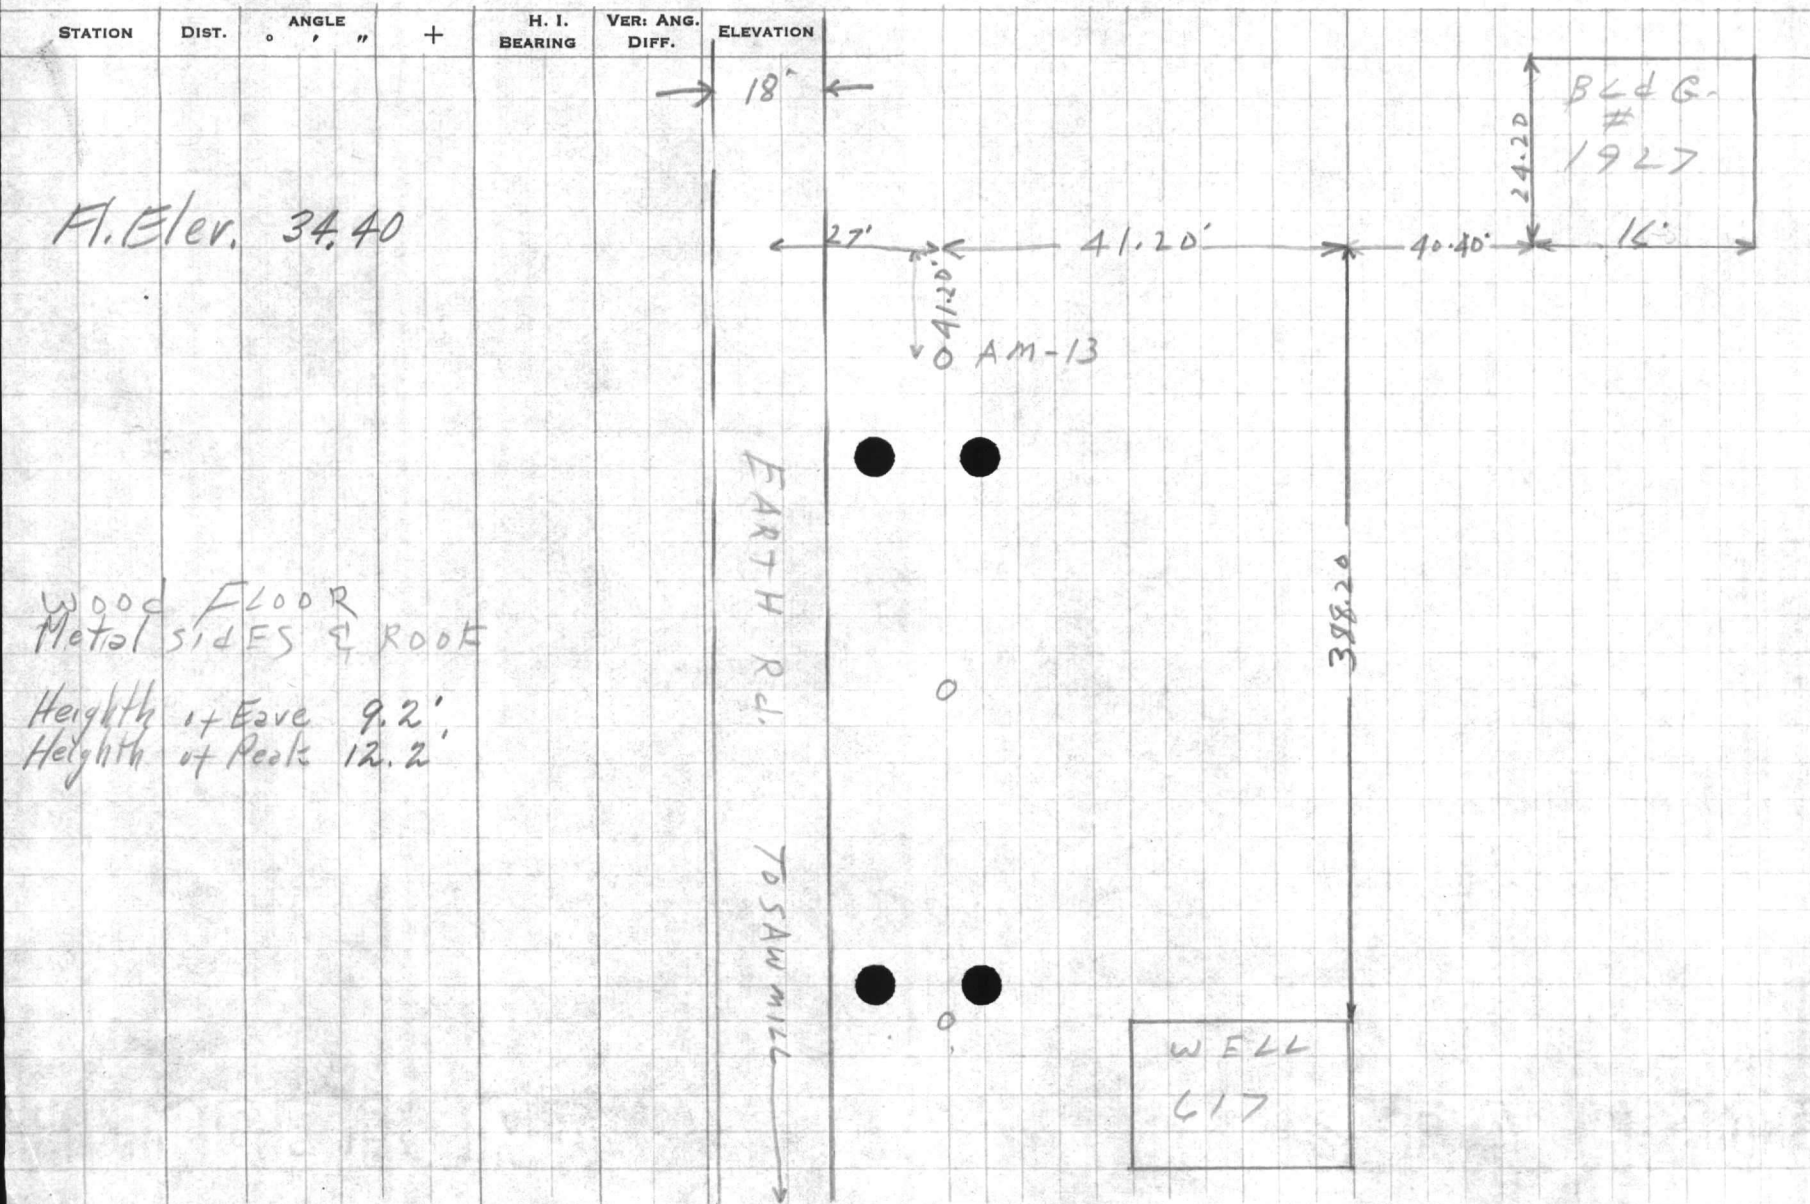 STATION DIST. ANGLE ° ' " + H. I. BEARING VER: ANG. DIFF. ELEVATION
18'
BLdG.
#
1927
24.20
Fl. Elev. 34.40
27' 41.20' 40.40' 16'
41.20'
AM-13
EARTH Rd.
TO SAWMILL
398.20
Wood FLOOR
Metal SIdES & ROOF
Heighth of Eave 9.2'
Heighth of Peak 12.2'
WELL
617